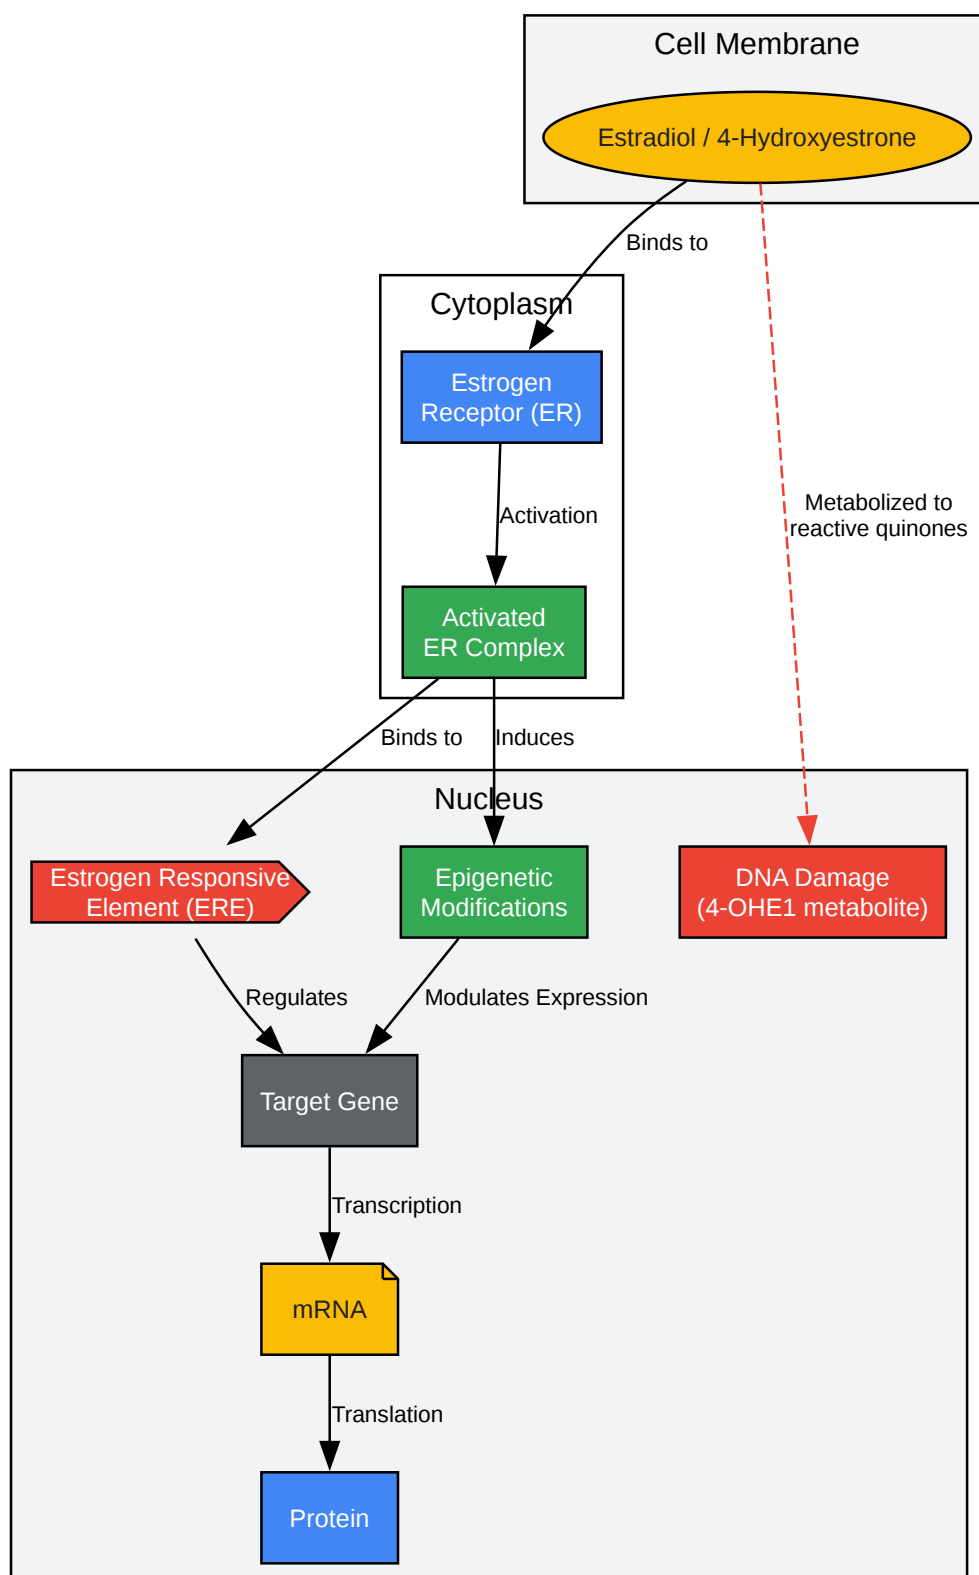 Cell Membrane
Estradiol / 4-Hydroxyestrone
Binds to
Cytoplasm
Estrogen
Receptor (ER)
Activation
Metabolized to
reactive quinones
Activated
ER Complex
Binds to
Induces
Nucleus
Estrogen Responsive
Element (ERE)
Epigenetic
Modifications
DNA Damage
(4-OHE1 metabolite)
Regulates
Modulates Expression
Target Gene
Transcription
mRNA
Translation
Protein